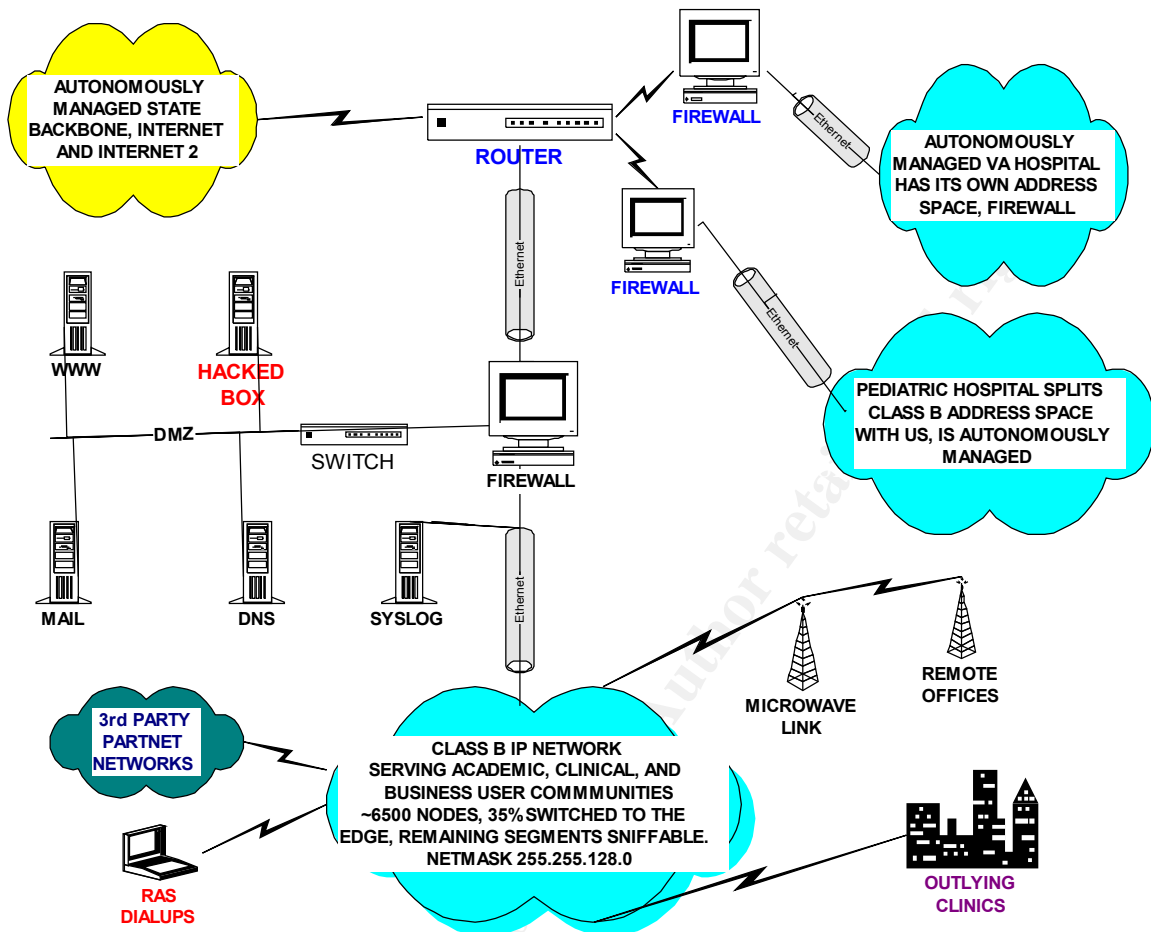 AUTONOMOUSLY
MANAGED STATE
BACKBONE, INTERNET
AND INTERNET 2
ROUTER
FIREWALL
Ethernet
AUTONOMOUSLY
MANAGED VA HOSPITAL
HAS ITS OWN ADDRESS
SPACE, FIREWALL
FIREWALL
Ethernet
PEDIATRIC HOSPITAL SPLITS
CLASS B ADDRESS SPACE
WITH US, IS AUTONOMOUSLY
MANAGED
Ethernet
WWW
HACKED
BOX
DMZ
SWITCH
FIREWALL
MAIL
DNS
SYSLOG
Ethernet
Author retai
MICROWAVE
LINK
REMOTE
OFFICES
3rd PARTY
PARTNET
NETWORKS
CLASS B IP NETWORK
SERVING ACADEMIC, CLINICAL, AND
BUSINESS USER COMMMUNITIES
~6500 NODES, 35% SWITCHED TO THE
EDGE, REMAINING SEGMENTS SNIFFABLE.
NETMASK 255.255.128.0
RAS
DIALUPS
OUTLYING
CLINICS